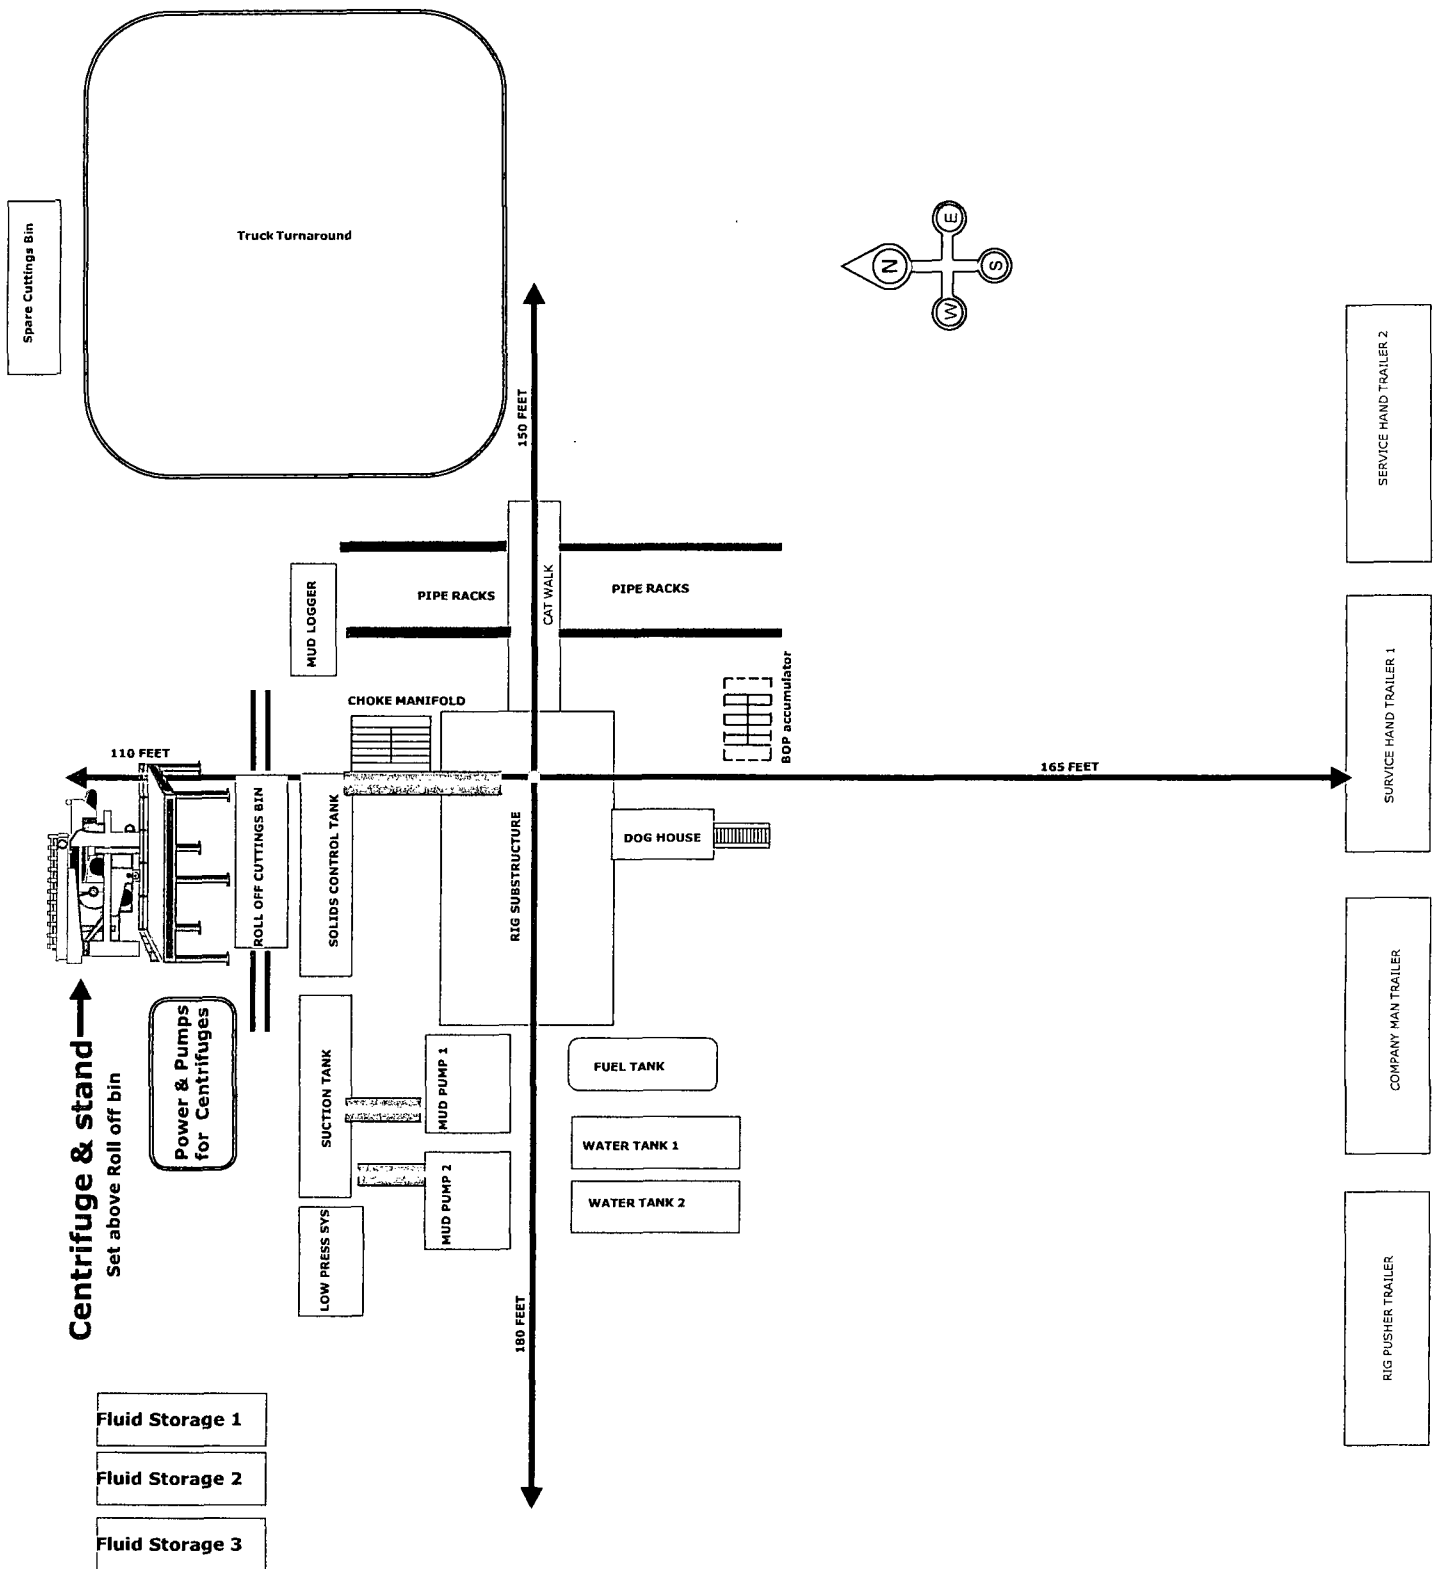 Spare Cuttings Bin
Truck Turnaround
N
E
S
W
150 FEET
SERVICE HAND TRAILER 2
MUD LOGGER
PIPE RACKS
CAT WALK
PIPE RACKS
SURVICE HAND TRAILER 1
CHOKE MANIFOLD
BOP accumulator
110 FEET
165 FEET
ROLL OFF CUTTINGS BIN
SOLIDS CONTROL TANK
RIG SUBSTRUCTURE
DOG HOUSE
Centrifuge & stand
Set above Roll off bin
Power & Pumps
for Centrifuges
SUCTION TANK
MUD PUMP 1
FUEL TANK
COMPANY MAN TRAILER
WATER TANK 1
MUD PUMP 2
WATER TANK 2
LOW PRESS SYS
180 FEET
RIG PUSHER TRAILER
Fluid Storage 1
Fluid Storage 2
Fluid Storage 3